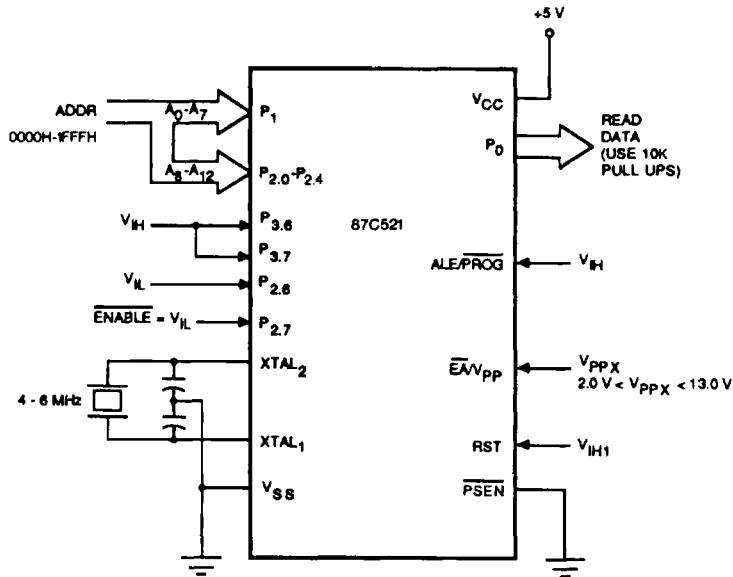 +5 V
ADDR
0000H-1FFFH
A0-A7
A8-A12
P1
P2.0-P2.4
VIH
P3.6
P3.7
VIL
P2.6
ENABLE = VIL
P2.7
XTAL2
4 - 6 MHz
XTAL1
VSS
87C521
VCC
P0
READ
DATA
(USE 10K
PULL UPS)
ALE/PROG
VIH
EA/VPP
VPPX
2.0 V < VPPX < 13.0 V
RST
VIH1
PSEN